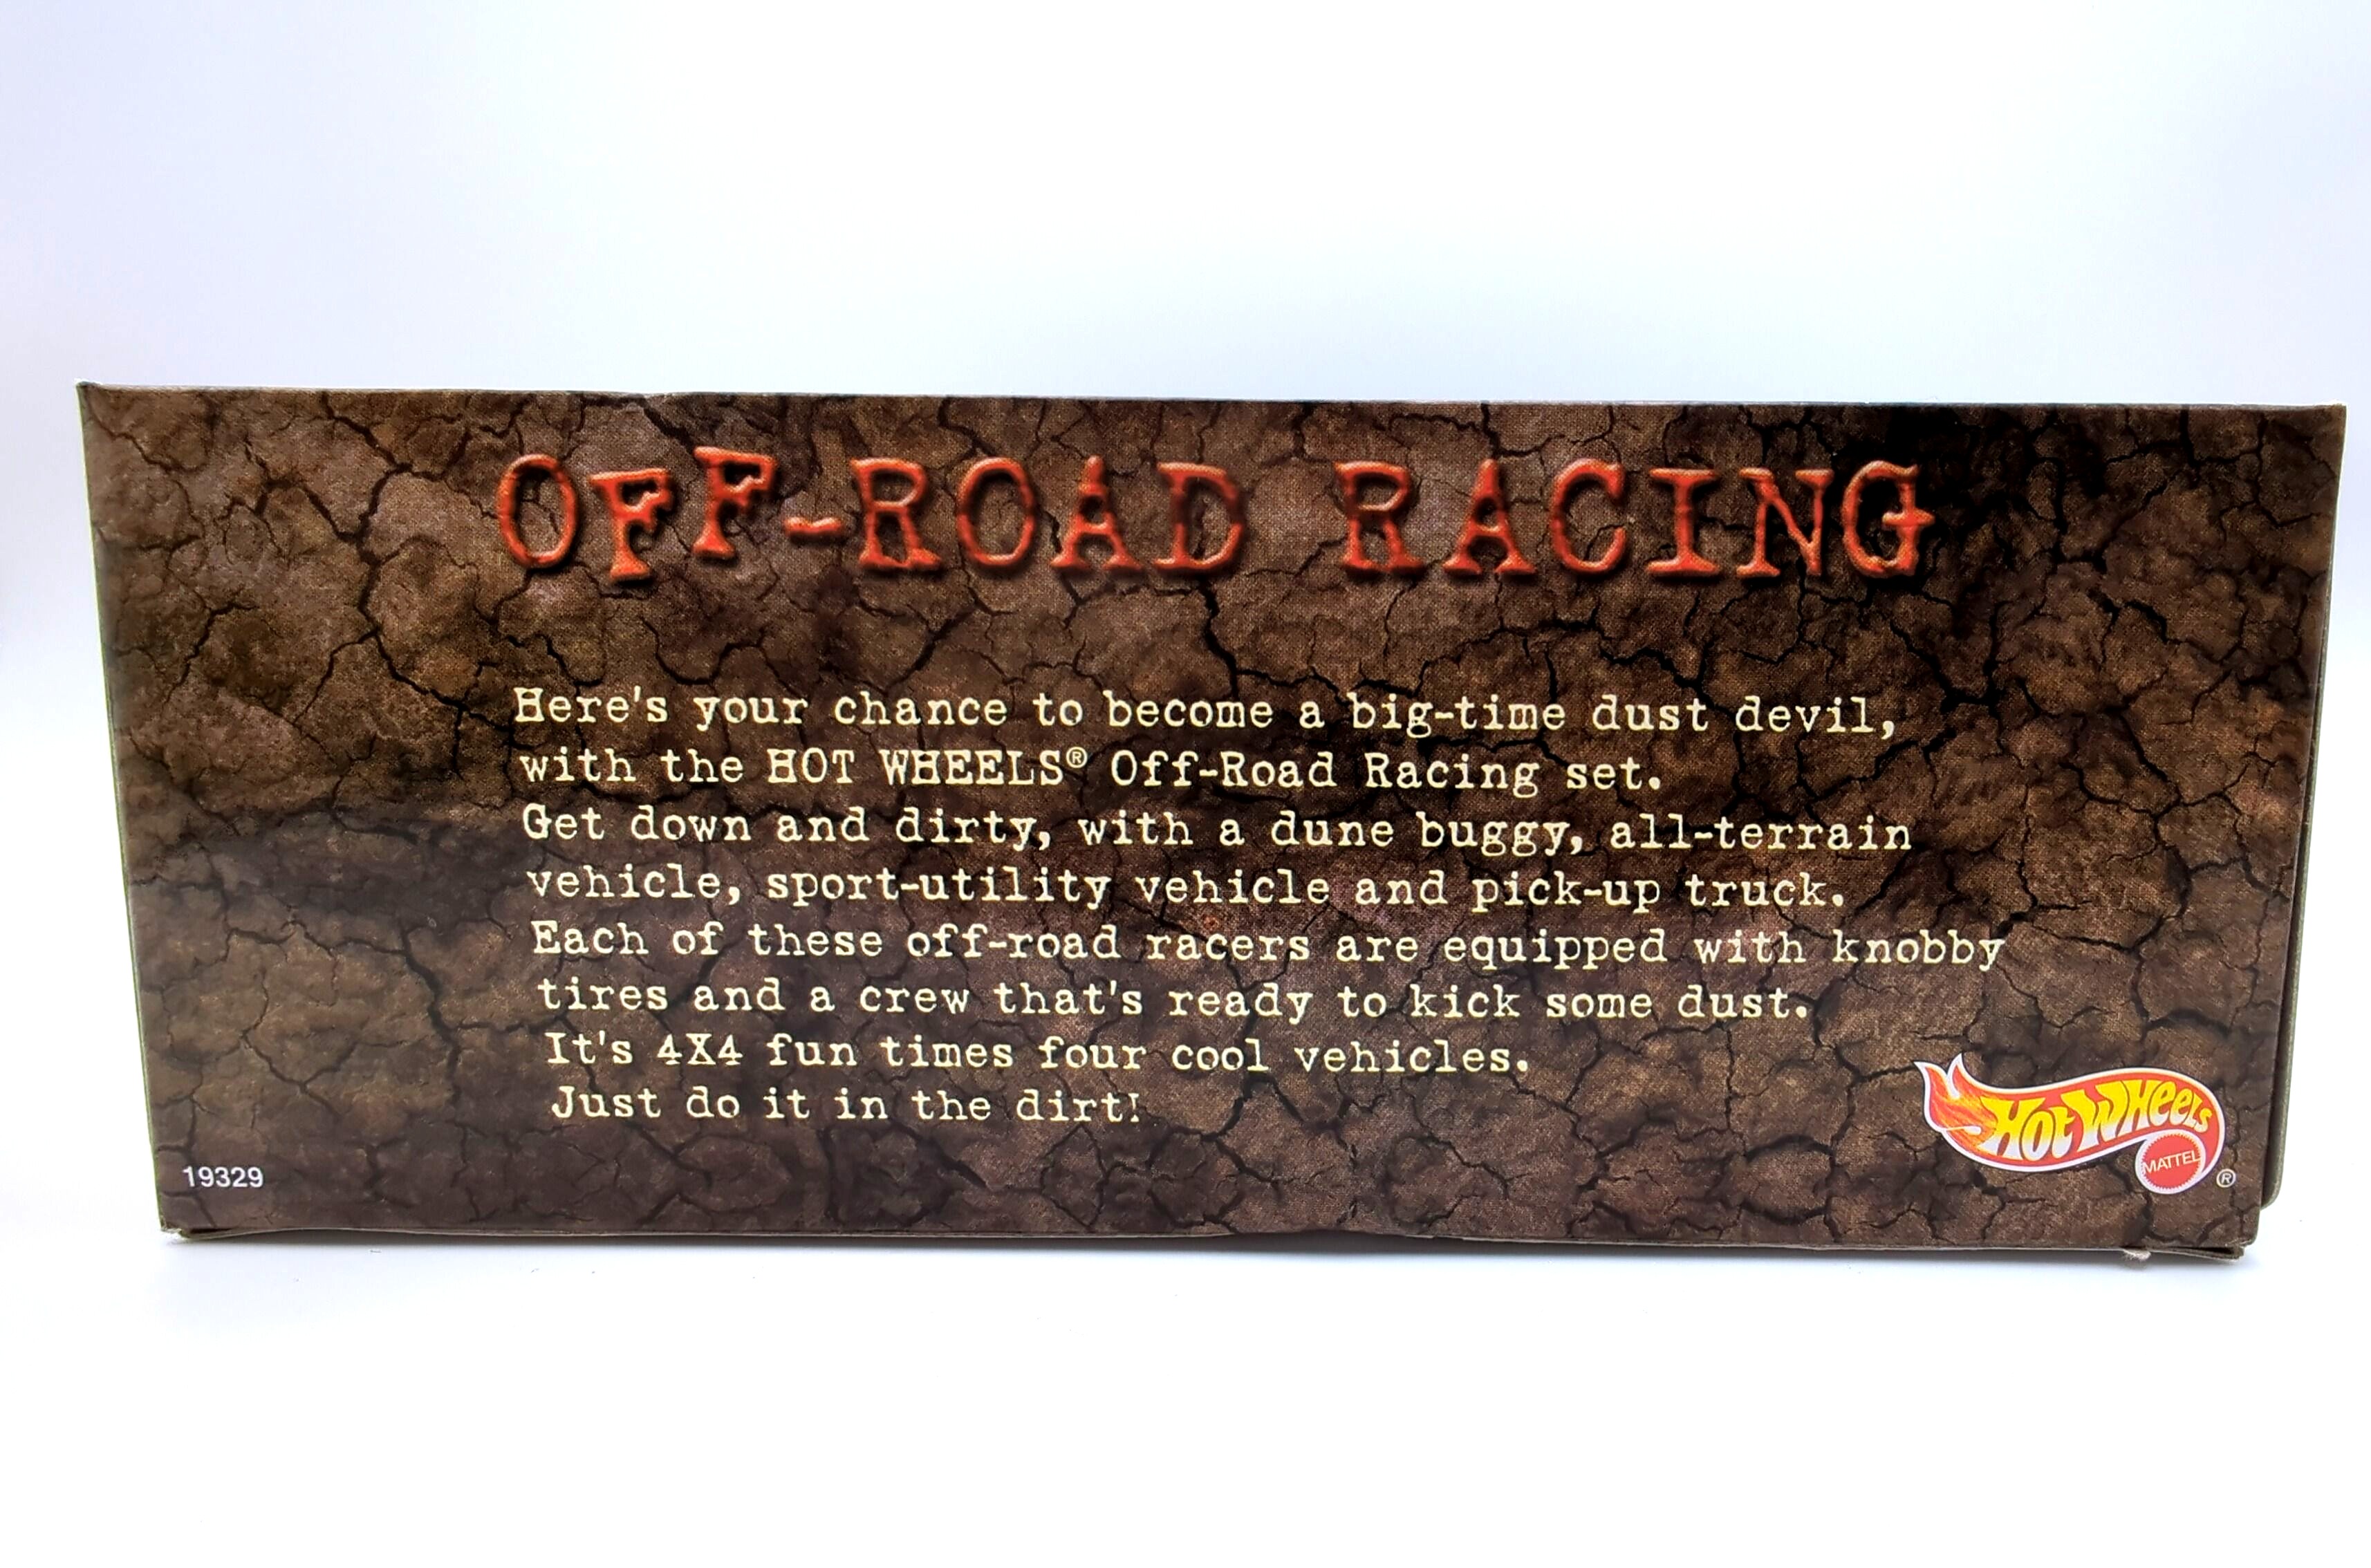 OFF-ROAD RACING
Here's your chance to become a big-time dust devil,
with the HOT WHEELS® Off-Road Racing set.
Get down and dirty, with a dune buggy, all-terrain
vehicle, sport-utility vehicle and pick-up truck.
Each of these off-road racers are equipped with knobby
tires and a crew that's ready to kick some dust.
It's 4X4 fun times four cool vehicles.
Just do it in the dirt!
Hot Wheels
MATTEL
®
19329